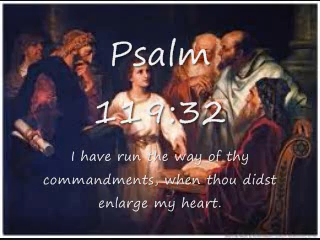 Psalm
119:32
I have run the way of thy
commandments, when thou didst
enlarge my heart.